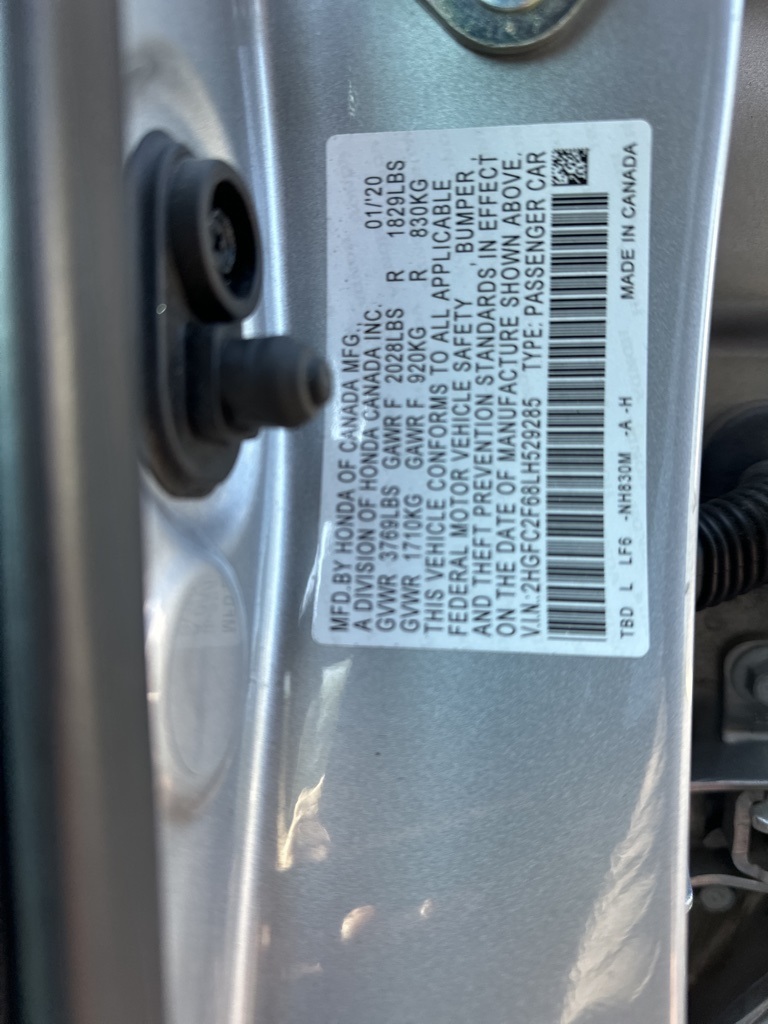 MFD.BY HONDA OF CANADA MFG., 01/'20
A DIVISION OF HONDA CANADA INC.
GVWR 3769LBS GAWR F 2028LBS R 1829LBS
GVWR 1710KG GAWR F 920KG R 830KG
THIS VEHICLE CONFORMS TO ALL APPLICABLE
FEDERAL MOTOR VEHICLE SAFETY , BUMPER ,
AND THEFT PREVENTION STANDARDS IN EFFECT
ON THE DATE OF MANUFACTURE SHOWN ABOVE.
V.I.N.:2HGFC2F68LH529285 TYPE: PASSENGER CAR
TBD L LF6 -NH830M -A -H MADE IN CANADA